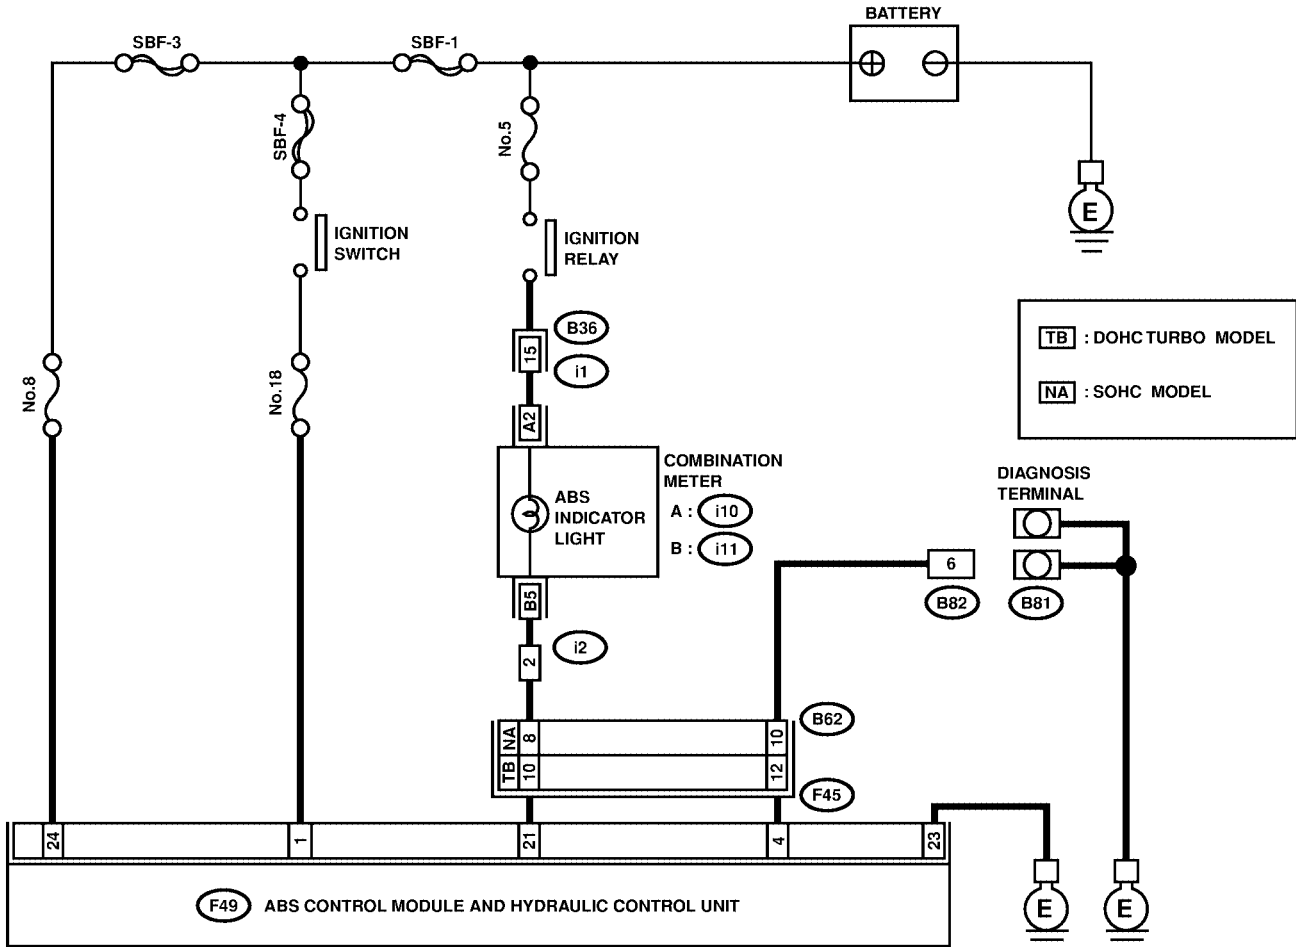 BATTERY
SBF-3
SBF-1
SBF-4
No.5
IGNITION
SWITCH
IGNITION
RELAY
E
B36
15
i1
No.8
No.18
A2
TB : DOHC TURBO MODEL
NA : SOHC MODEL
COMBINATION
METER
A : i10
B : i11
ABS
INDICATOR
LIGHT
DIAGNOSIS
TERMINAL
6
B82
B81
B5
i2
2
NA 8 10
B62
TB 10 12
F45
24 1 21 4 23
F49 ABS CONTROL MODULE AND HYDRAULIC CONTROL UNIT
E
E